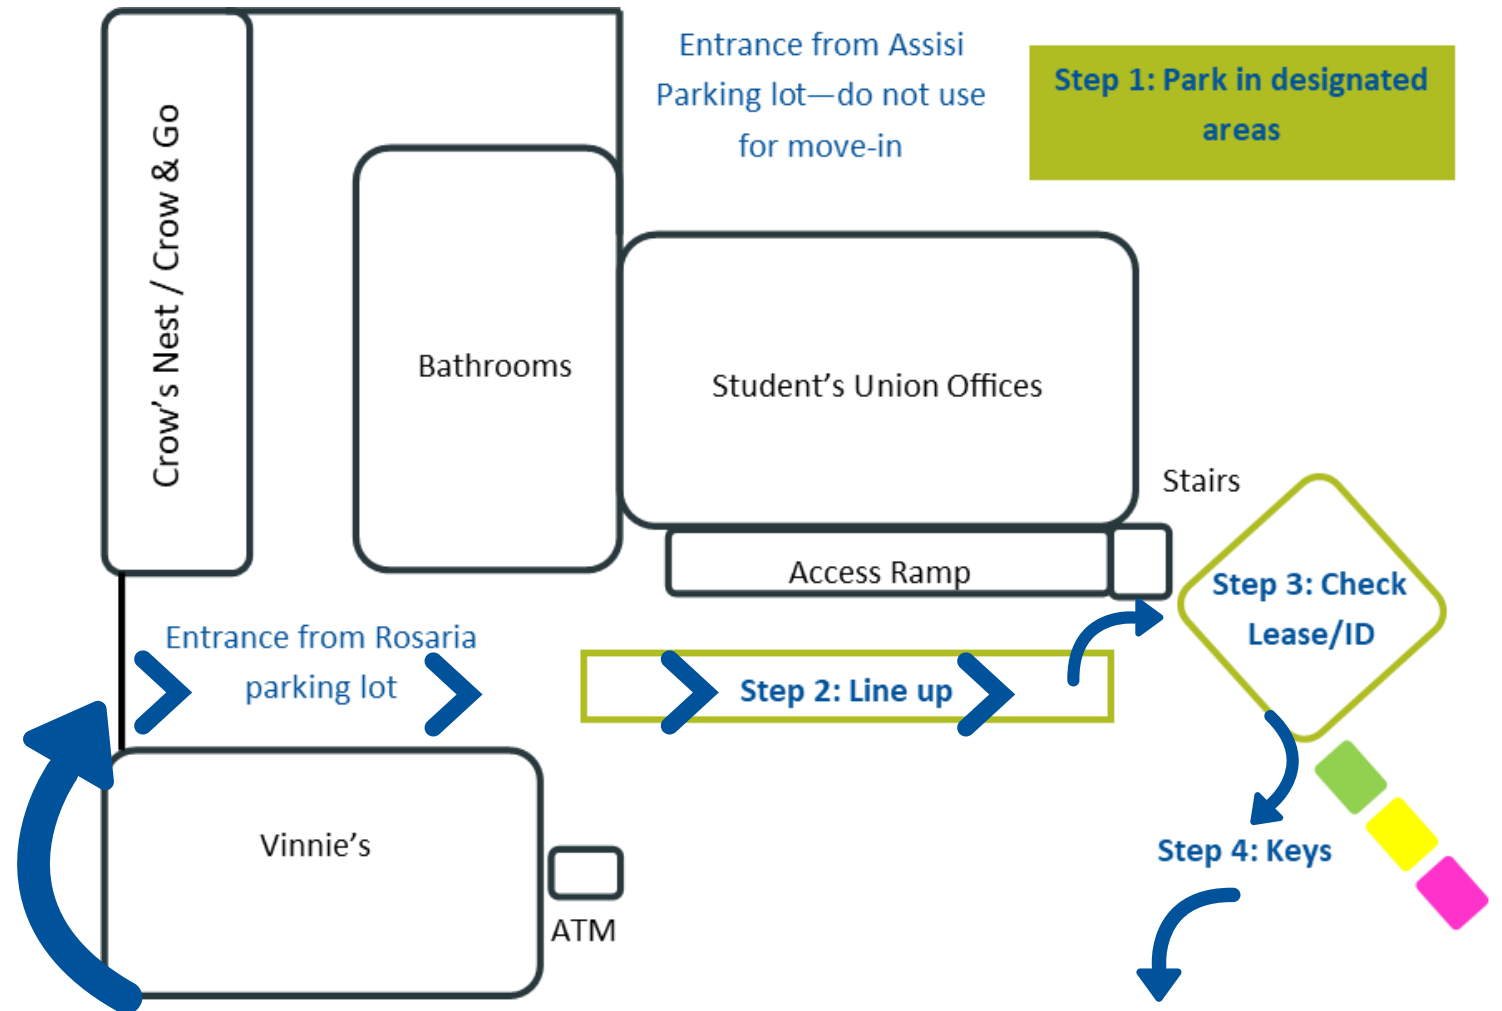 Entrance from Assisi
Parking lot—do not use
for move-in
Step 1: Park in designated
areas
Crow’s Nest / Crow & Go
Bathrooms
Student’s Union Offices
Stairs
Access Ramp
Step 3: Check
Lease/ID
Entrance from Rosaria
parking lot
Step 2: Line up
Vinnie’s
Step 4: Keys
ATM